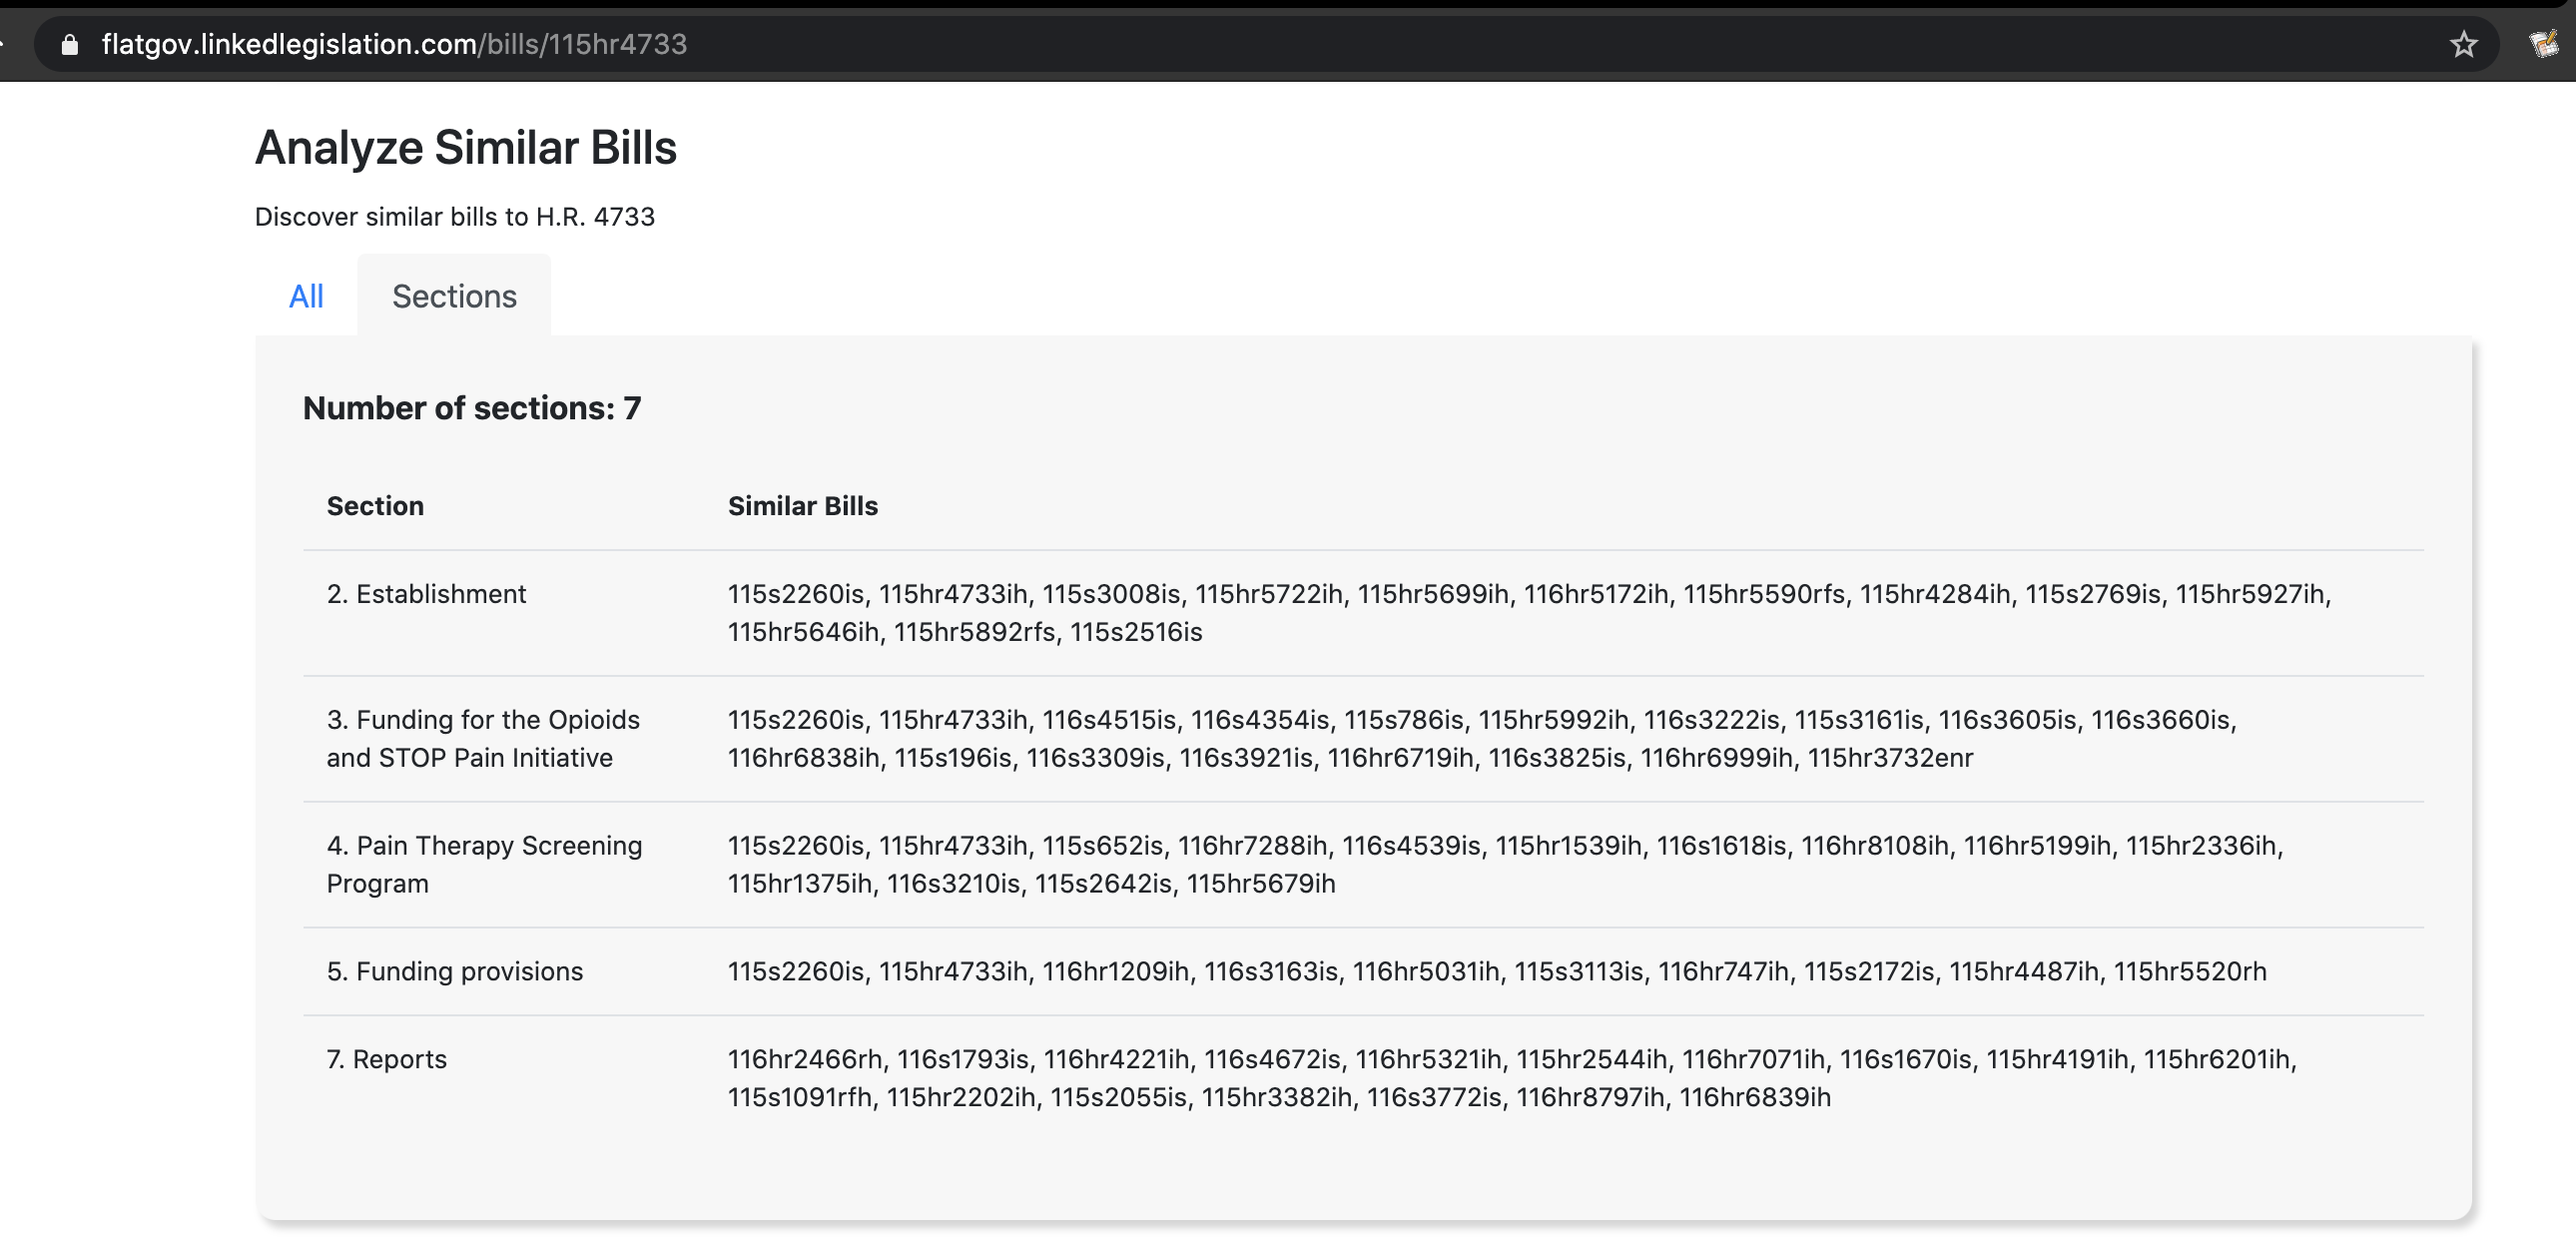 flatgov.linkedlegislation.com/bills/115hr4733
Analyze Similar Bills
Discover similar bills to H.R. 4733
All Sections
Number of sections: 7
Section Similar Bills
2. Establishment 115s2260is, 115hr4733ih, 115s3008is, 115hr5722ih, 115hr5699ih, 116hr5172ih, 115hr5590rfs, 115hr4284ih, 115s2769is, 115hr5927ih,
115hr5646ih, 115hr5892rfs, 115s2516is
3. Funding for the Opioids 115s2260is, 115hr4733ih, 116s4515is, 116s4354is, 115s786is, 115hr5992ih, 116s3222is, 115s3161is, 116s3605is, 116s3660is,
and STOP Pain Initiative 116hr6838ih, 115s196is, 116s3309is, 116s3921is, 116hr6719ih, 116s3825is, 116hr6999ih, 115hr3732enr
4. Pain Therapy Screening 115s2260is, 115hr4733ih, 115s652is, 116hr7288ih, 116s4539is, 115hr1539ih, 116s1618is, 116hr8108ih, 116hr5199ih, 115hr2336ih,
Program 115hr1375ih, 116s3210is, 115s2642is, 115hr5679ih
5. Funding provisions 115s2260is, 115hr4733ih, 116hr1209ih, 116s3163is, 116hr5031ih, 115s3113is, 116hr747ih, 115s2172is, 115hr4487ih, 115hr5520rh
7. Reports 116hr2466rh, 116s1793is, 116hr4221ih, 116s4672is, 116hr5321ih, 115hr2544ih, 116hr7071ih, 116s1670is, 115hr4191ih, 115hr6201ih,
115s1091rfh, 115hr2202ih, 115s2055is, 115hr3382ih, 116s3772is, 116hr8797ih, 116hr6839ih